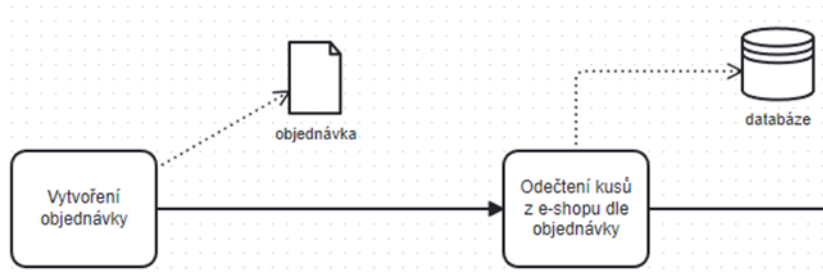 objednávka
databáze
Vytvoření
objednávky
Odečtení kusů
z e-shopu dle
objednávky